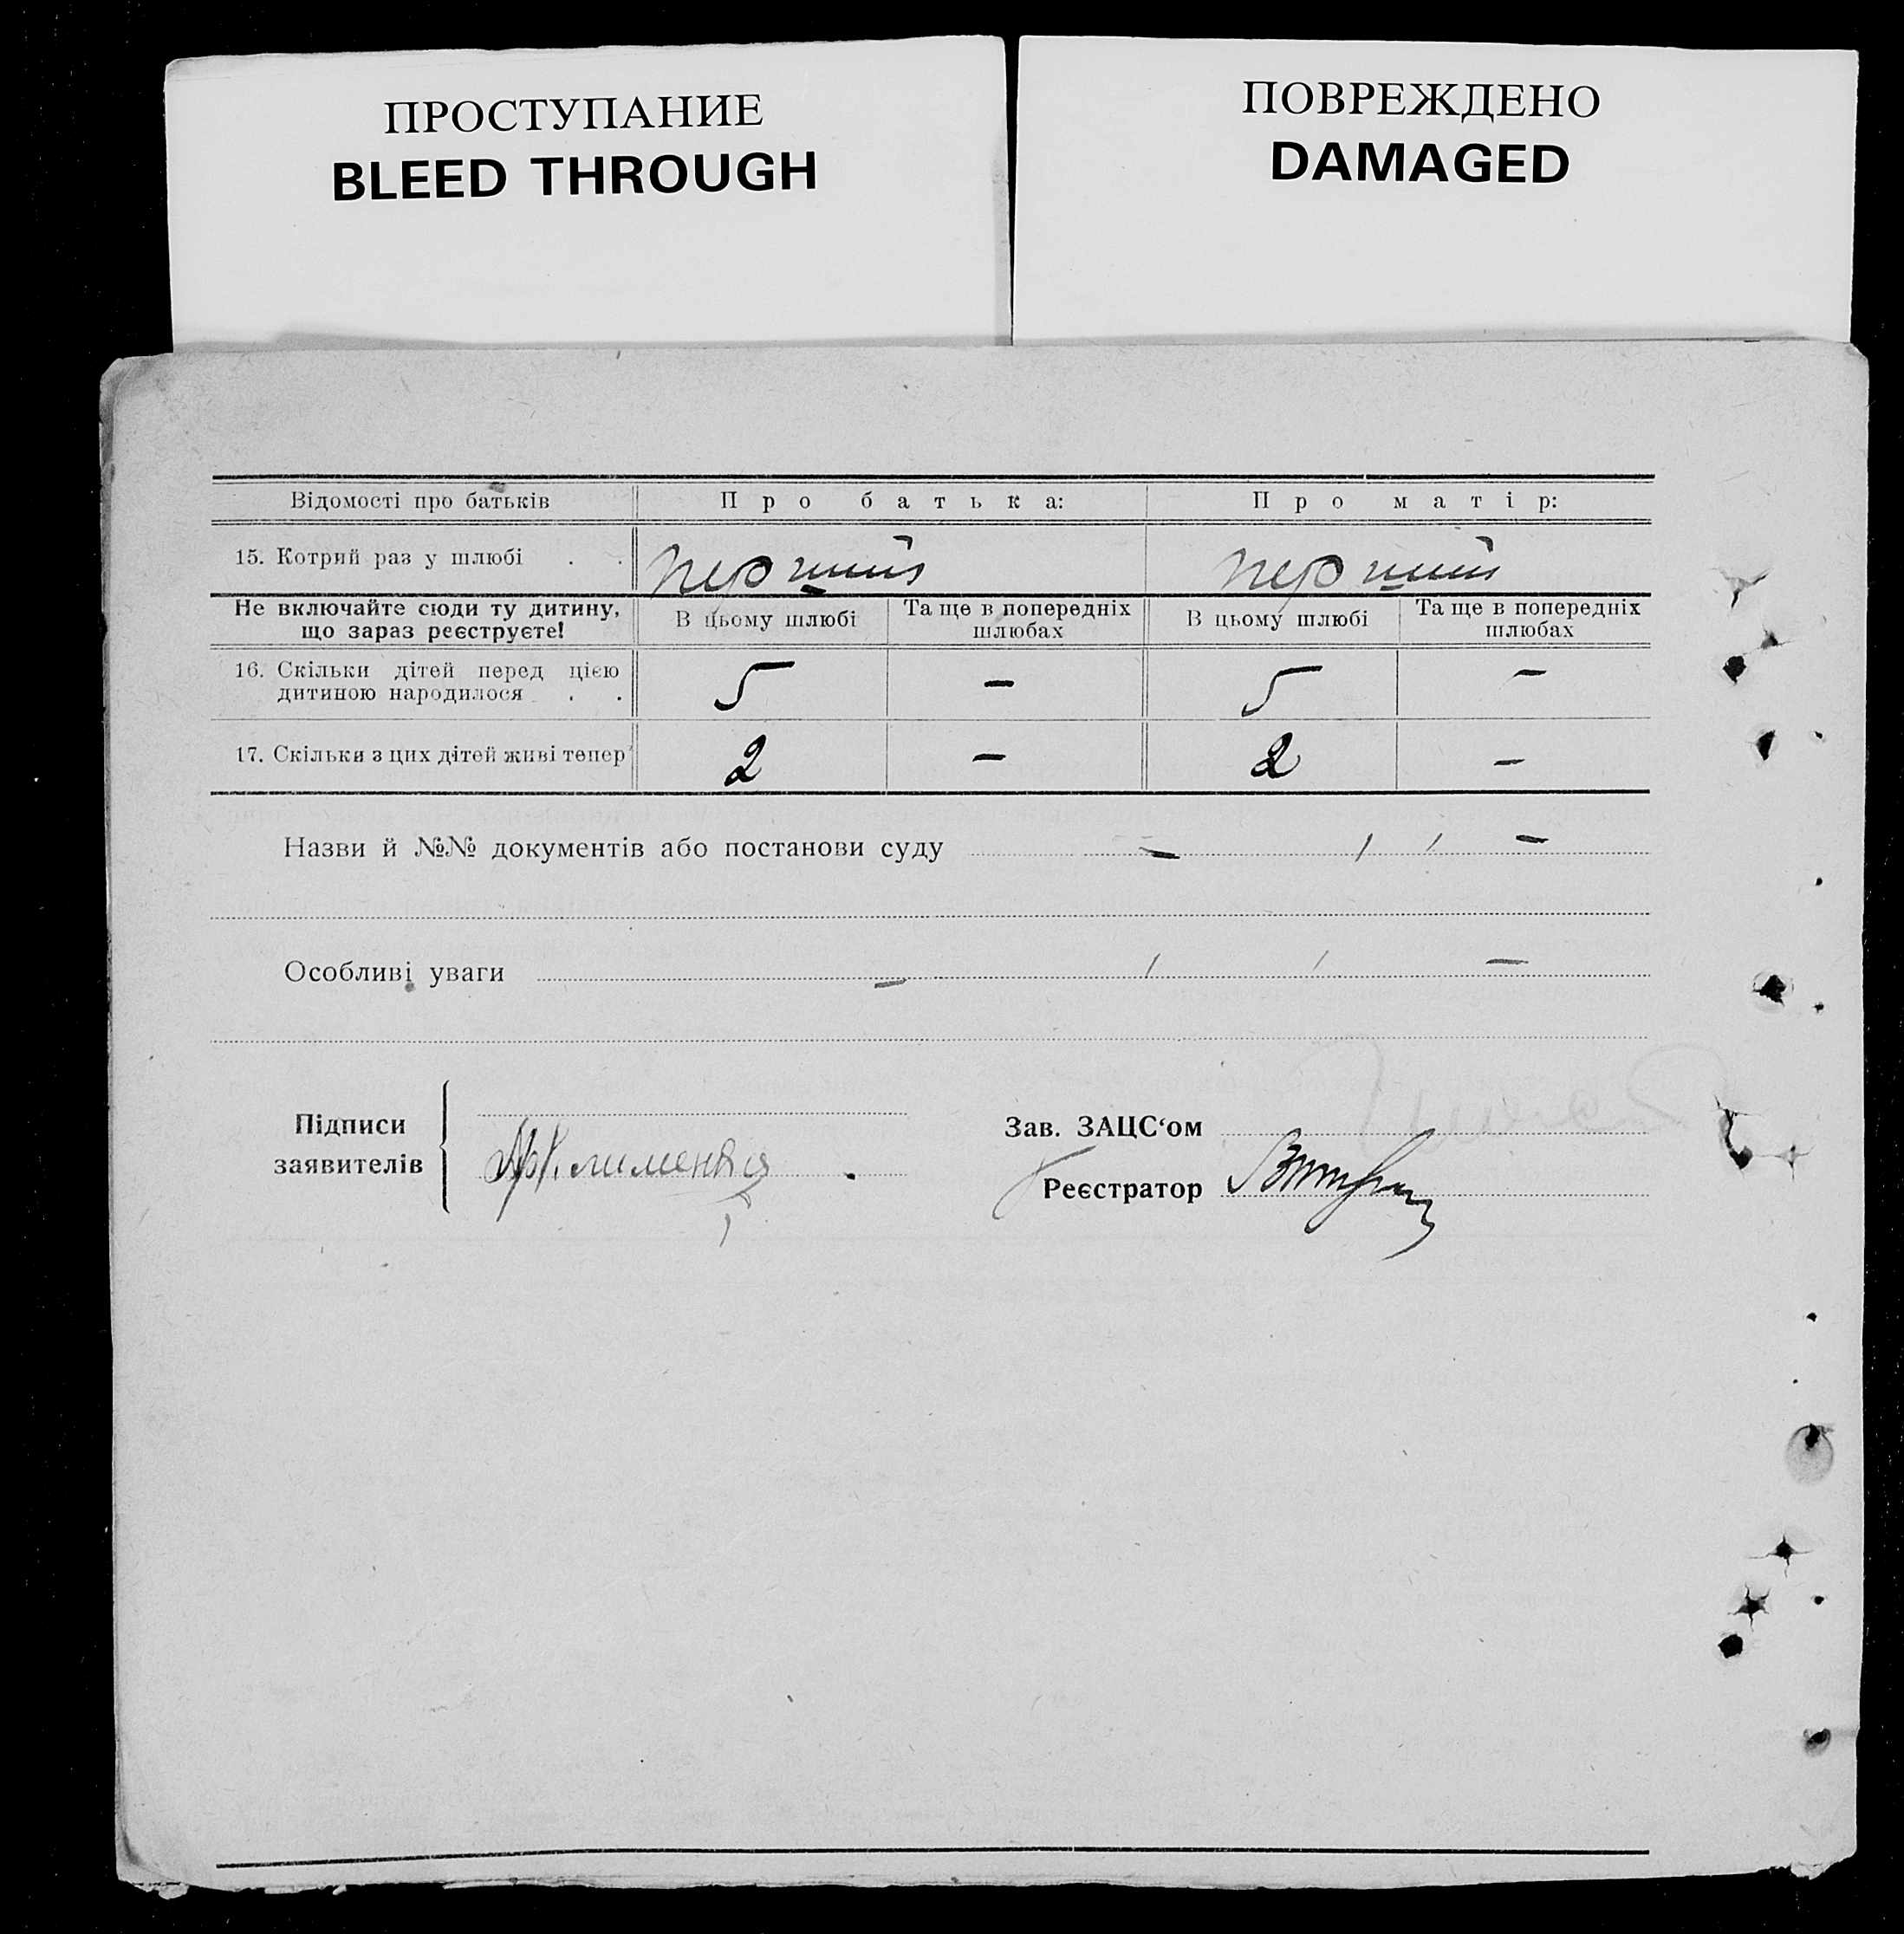 ПРОСТУПАНИЕ
BLEED THROUGH
ПОВРЕЖДЕНО
DAMAGED
Відомості про батьків Про батька: Про матір:
15. Котрий раз у шлюбі . . перший перший
Не включайте сюди ту дитину, що зараз реєструєте! В цьому шлюбі Та ще в попередніх шлюбах В цьому шлюбі Та ще в попередніх шлюбах
16. Скільки дітей перед цією дитиною народилося . . 5 — 5 —
17. Скільки з цих дітей живі тепер 2 — 2 —
Назви й №№ документів або постанови суду — —
Особливі уваги — —
Підписи заявителів
Зав. ЗАЦС‘ом
Реєстратор